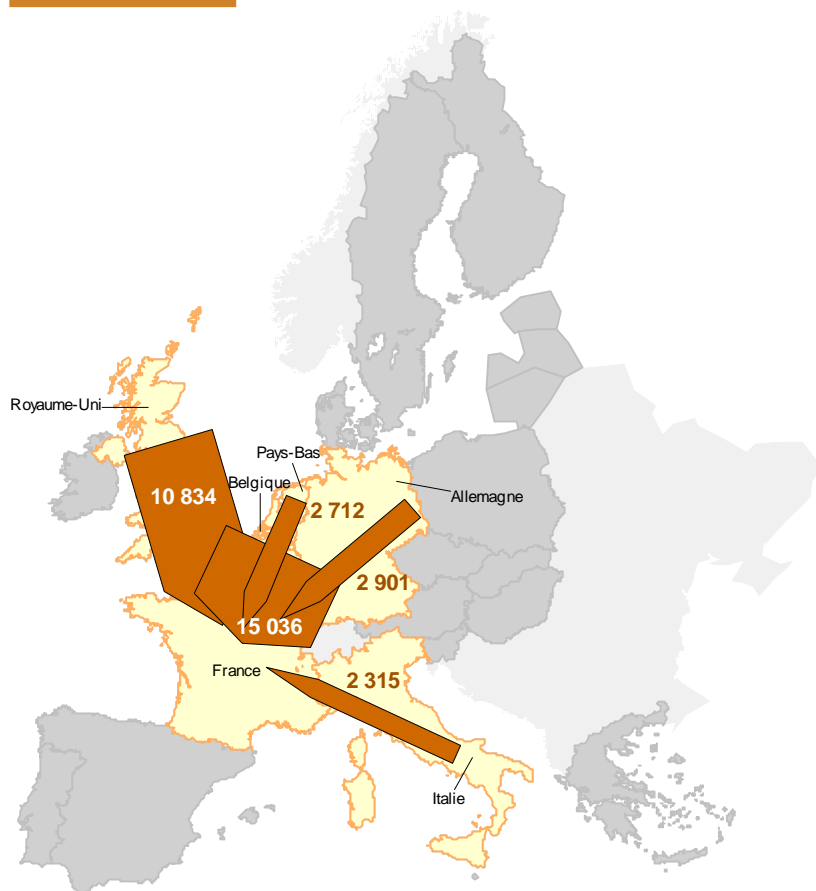 Royaume-Uni
Pays-Bas
Belgique
Allemagne
10 834
2 712
2 901
15 036
France
2 315
Italie